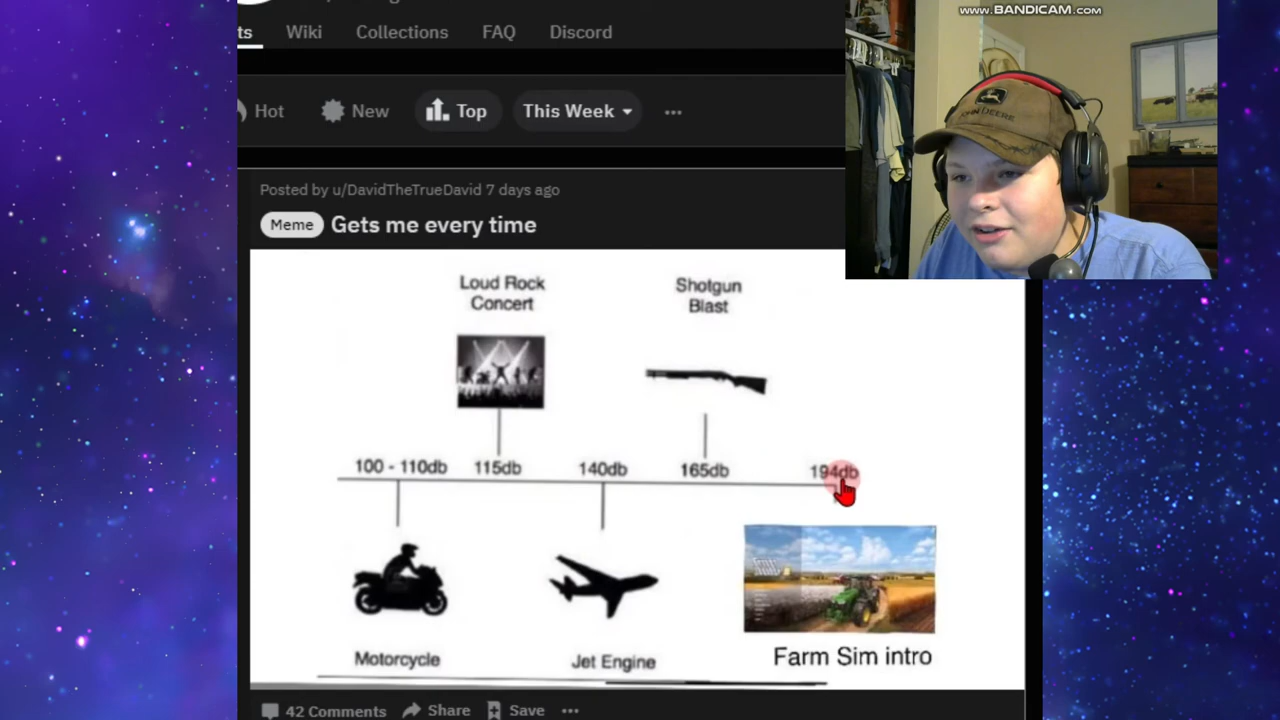 www.BANDICAM.com
ts Wiki Collections FAQ Discord
Hot New Top This Week
JOHN DEERE
Posted by u/DavidTheTrueDavid 7 days ago
Meme Gets me every time
Loud Rock
Concert
Shotgun
Blast
100 - 110db 115db 140db 165db 194db
Motorcycle Jet Engine Farm Sim intro
42 Comments Share Save